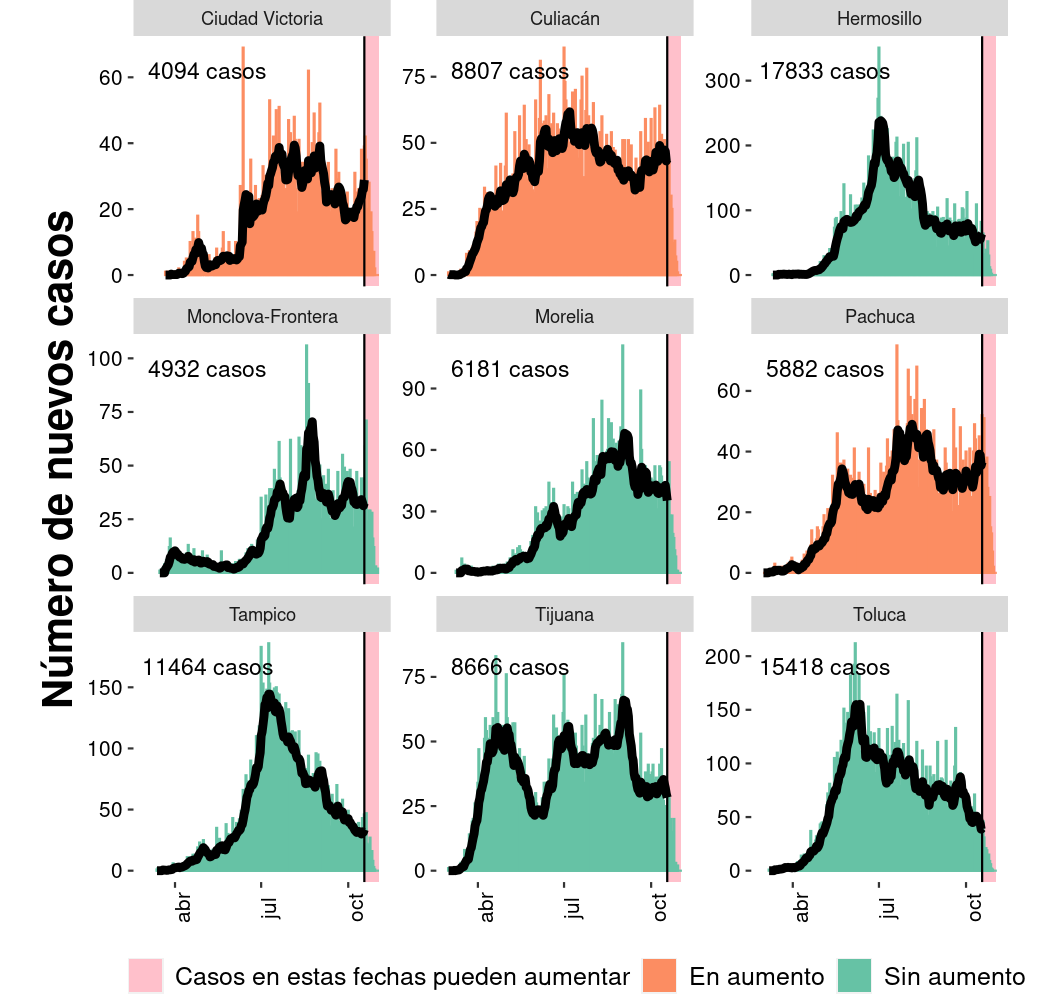 Número de nuevos casos
Ciudad Victoria
4094 casos
60
40
20
0
Culiacán
8807 casos
75
50
25
0
Hermosillo
17833 casos
300
200
100
0
Monclova-Frontera
4932 casos
100
75
50
25
0
Morelia
6181 casos
90
60
30
0
Pachuca
5882 casos
60
40
20
0
Tampico
11464 casos
150
100
50
0
abr
jul
oct
Tijuana
8666 casos
75
50
25
0
abr
jul
oct
Toluca
15418 casos
200
150
100
50
0
abr
jul
oct
Casos en estas fechas pueden aumentar
En aumento
Sin aumento